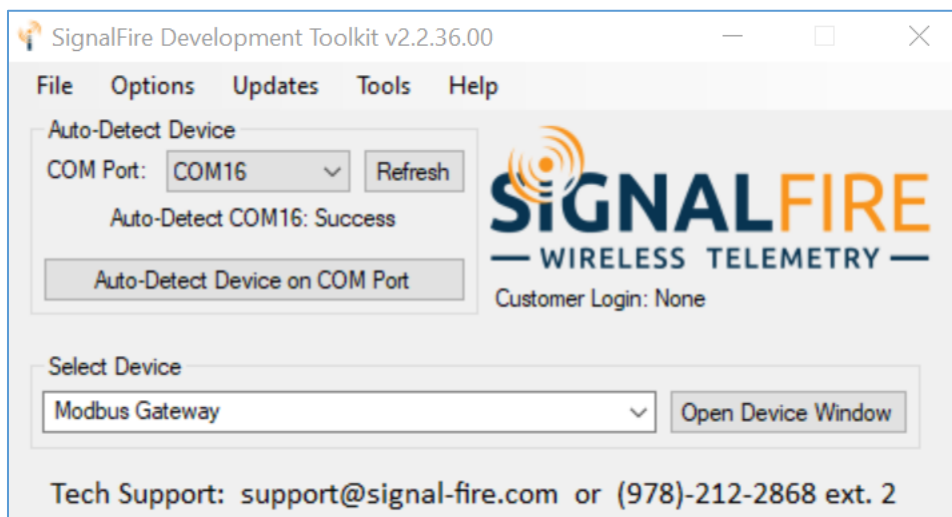 SignalFire Development Toolkit v2.2.36.00
File Options Updates Tools Help
Auto-Detect Device
COM Port: COM16 Refresh
Auto-Detect COM16: Success
Auto-Detect Device on COM Port
SIGNALFIRE
WIRELESS TELEMETRY
Customer Login: None
Select Device
Modbus Gateway Open Device Window
Tech Support: support@signal-fire.com or (978)-212-2868 ext. 2